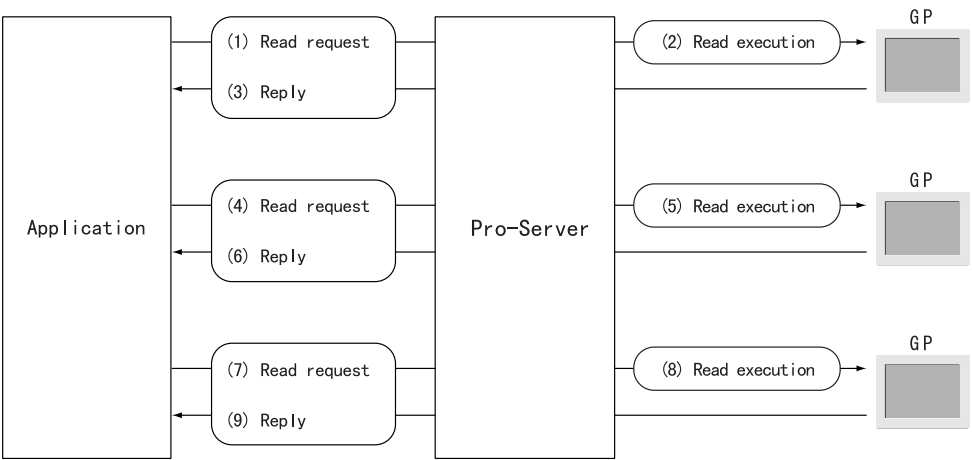 GP
(1) Read request
(2) Read execution
(3) Reply
GP
(4) Read request
(5) Read execution
Application
Pro-Server
(6) Reply
GP
(7) Read request
(8) Read execution
(9) Reply